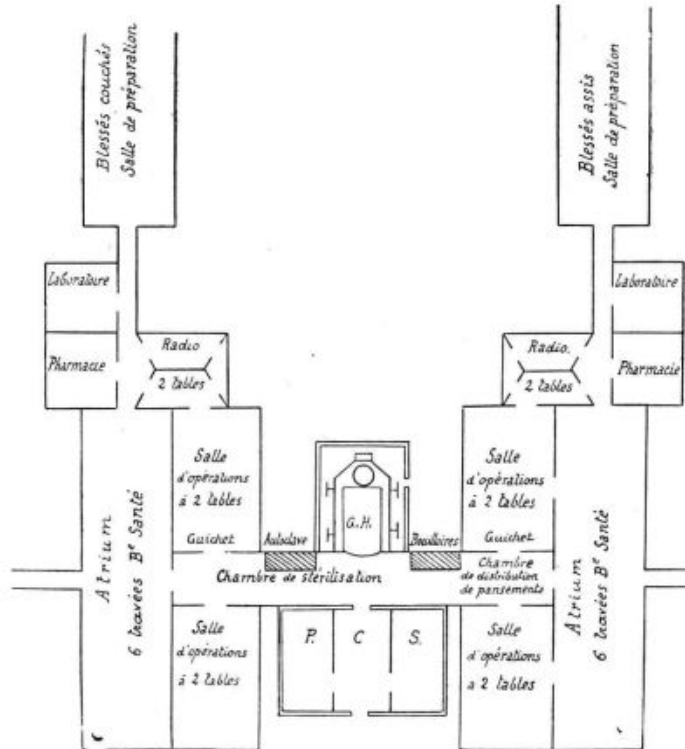 Blessés couchés
Salle de préparation
Blessés assis
Salle de préparation
Laboratoire
Laboratoire
Pharmacie
Radio
2 tables
Radio.
2 tables
Pharmacie
Salle
d'opérations
à 2 tables
Salle
d'opérations
à 2 tables
G.H.
Guichet
Autoclave
Bouilloires
Guichet
Chambre de stérilisation
Chambre
de distribution
de pansements
Atrium
6 travées Bᵉ Santé
Atrium
6 travées Bᵉ Santé
P.
C
S.
Salle
d'opérations
à 2 tables
Salle
d'opérations
à 2 tables